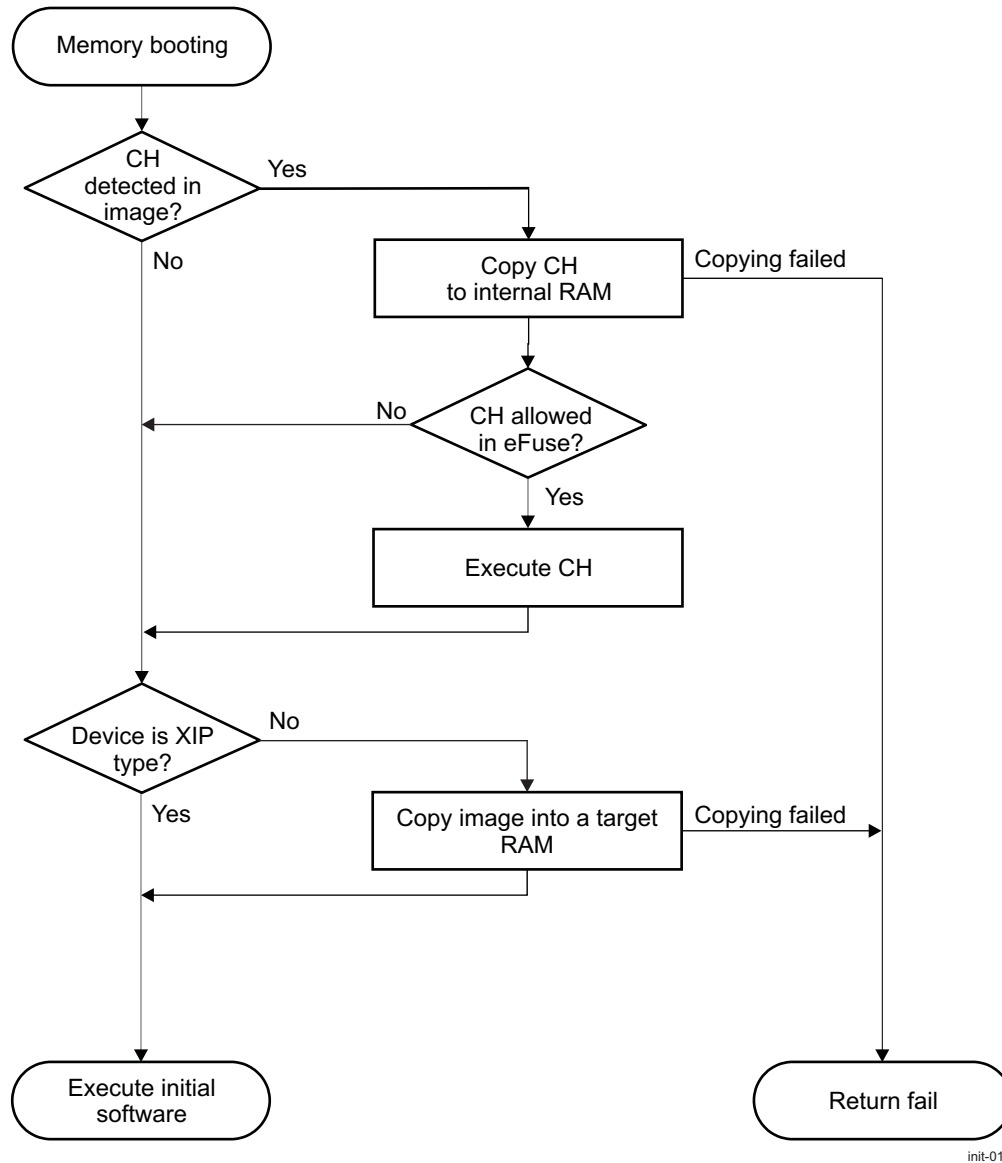 Memory booting
CH
detected in
image?
Yes
No
Copy CH
to internal RAM
Copying failed
No
CH allowed
in eFuse?
Yes
Execute CH
Device is XIP
type?
No
Yes
Copy image into a target
RAM
Copying failed
Execute initial
software
Return fail
init-01